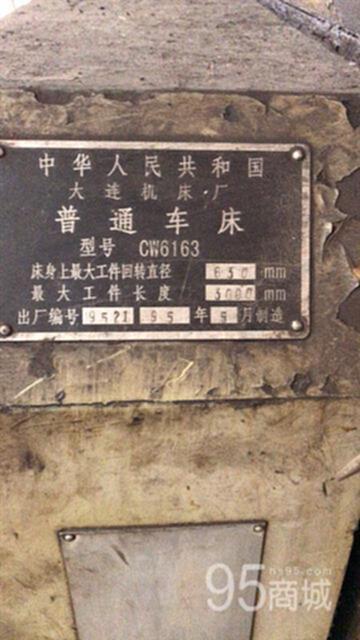 中华人民共和国
大连机床厂
普通车床
型号 CW6163
床身上最大工件回转直径 630 mm
最大工件长度 3000 mm
出厂编号 9521 95 年 5 月制造
95商城
hs95.com